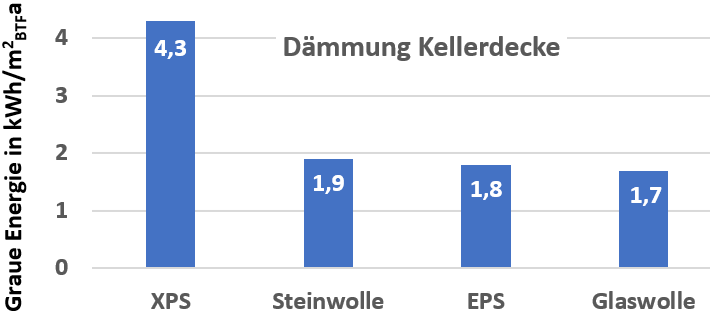 Graue Energie in kWh/m²BTFa
Dämmung Kellerdecke
4
3
2
1
0
4,3
1,9
1,8
1,7
XPS
Steinwolle
EPS
Glaswolle